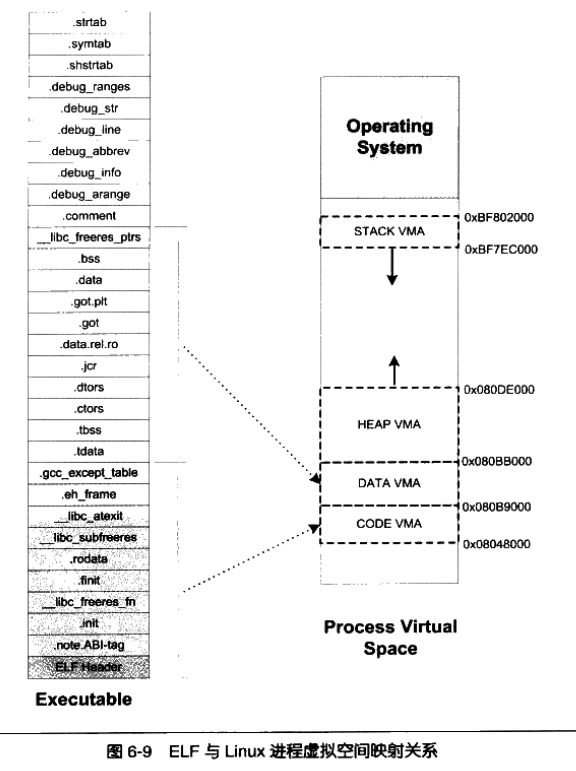 .strtab
.symtab
.shstrtab
.debug_ranges
.debug_str
.debug_line
.debug_abbrev
.debug_info
.debug_arange
.comment
__libc_freeres_ptrs
.bss
.data
.got.plt
.got
.data.rel.ro
.jcr
.dtors
.ctors
.tbss
.tdata
.gcc_except_table
.eh_frame
__libc_atexit
__libc_subfreeres
.rodata
.finit
__libc_freeres_fn
.init
.note.ABI-tag
ELF Header
Executable
Operating
System
0xBF802000
STACK VMA
0xBF7EC000
0x080DE000
HEAP VMA
0x080BB000
DATA VMA
0x080B9000
CODE VMA
0x08048000
Process Virtual
Space
图 6-9 ELF 与 Linux 进程虚拟空间映射关系